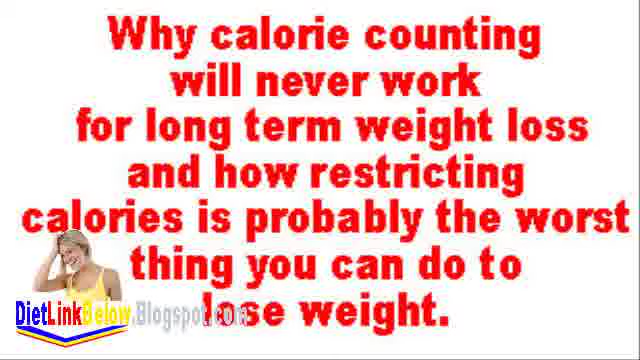 Why calorie counting
will never work
for long term weight loss
and how restricting
calories is probably the worst
thing you can do to
lose weight.
DietLinkBelow.Blogspot.com